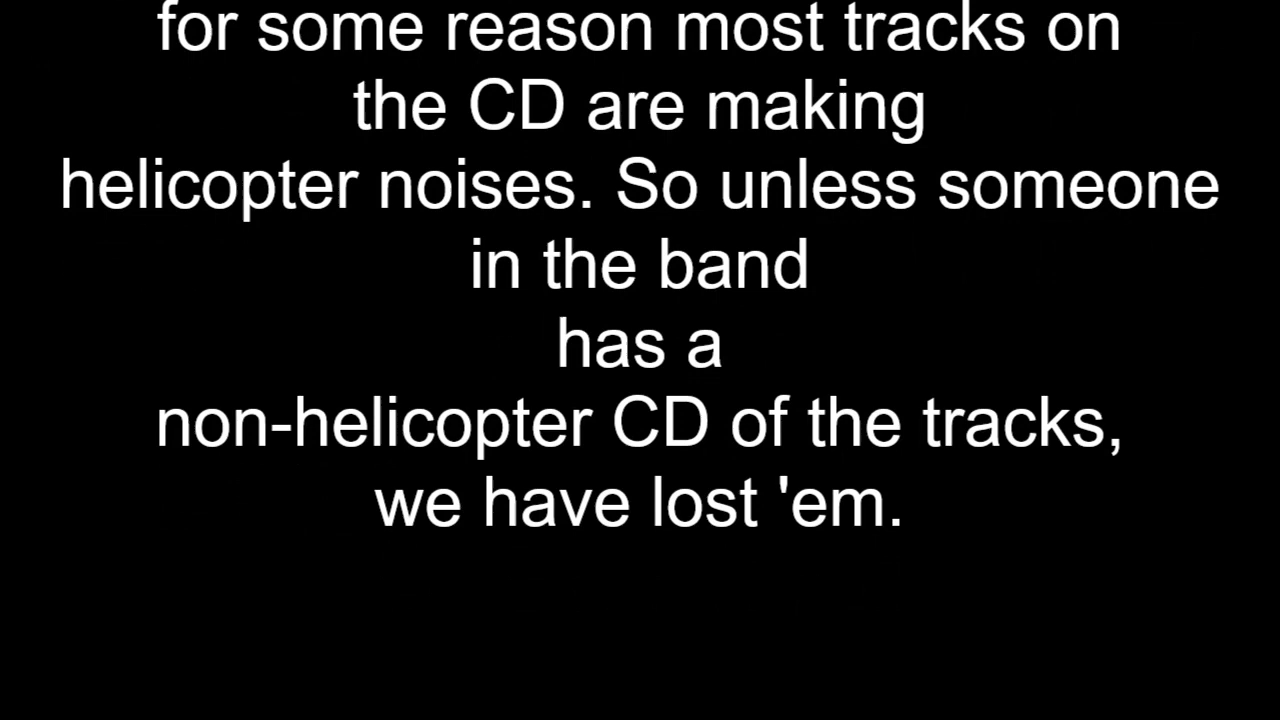 for some reason most tracks on
the CD are making
helicopter noises. So unless someone
in the band
has a
non-helicopter CD of the tracks,
we have lost 'em.